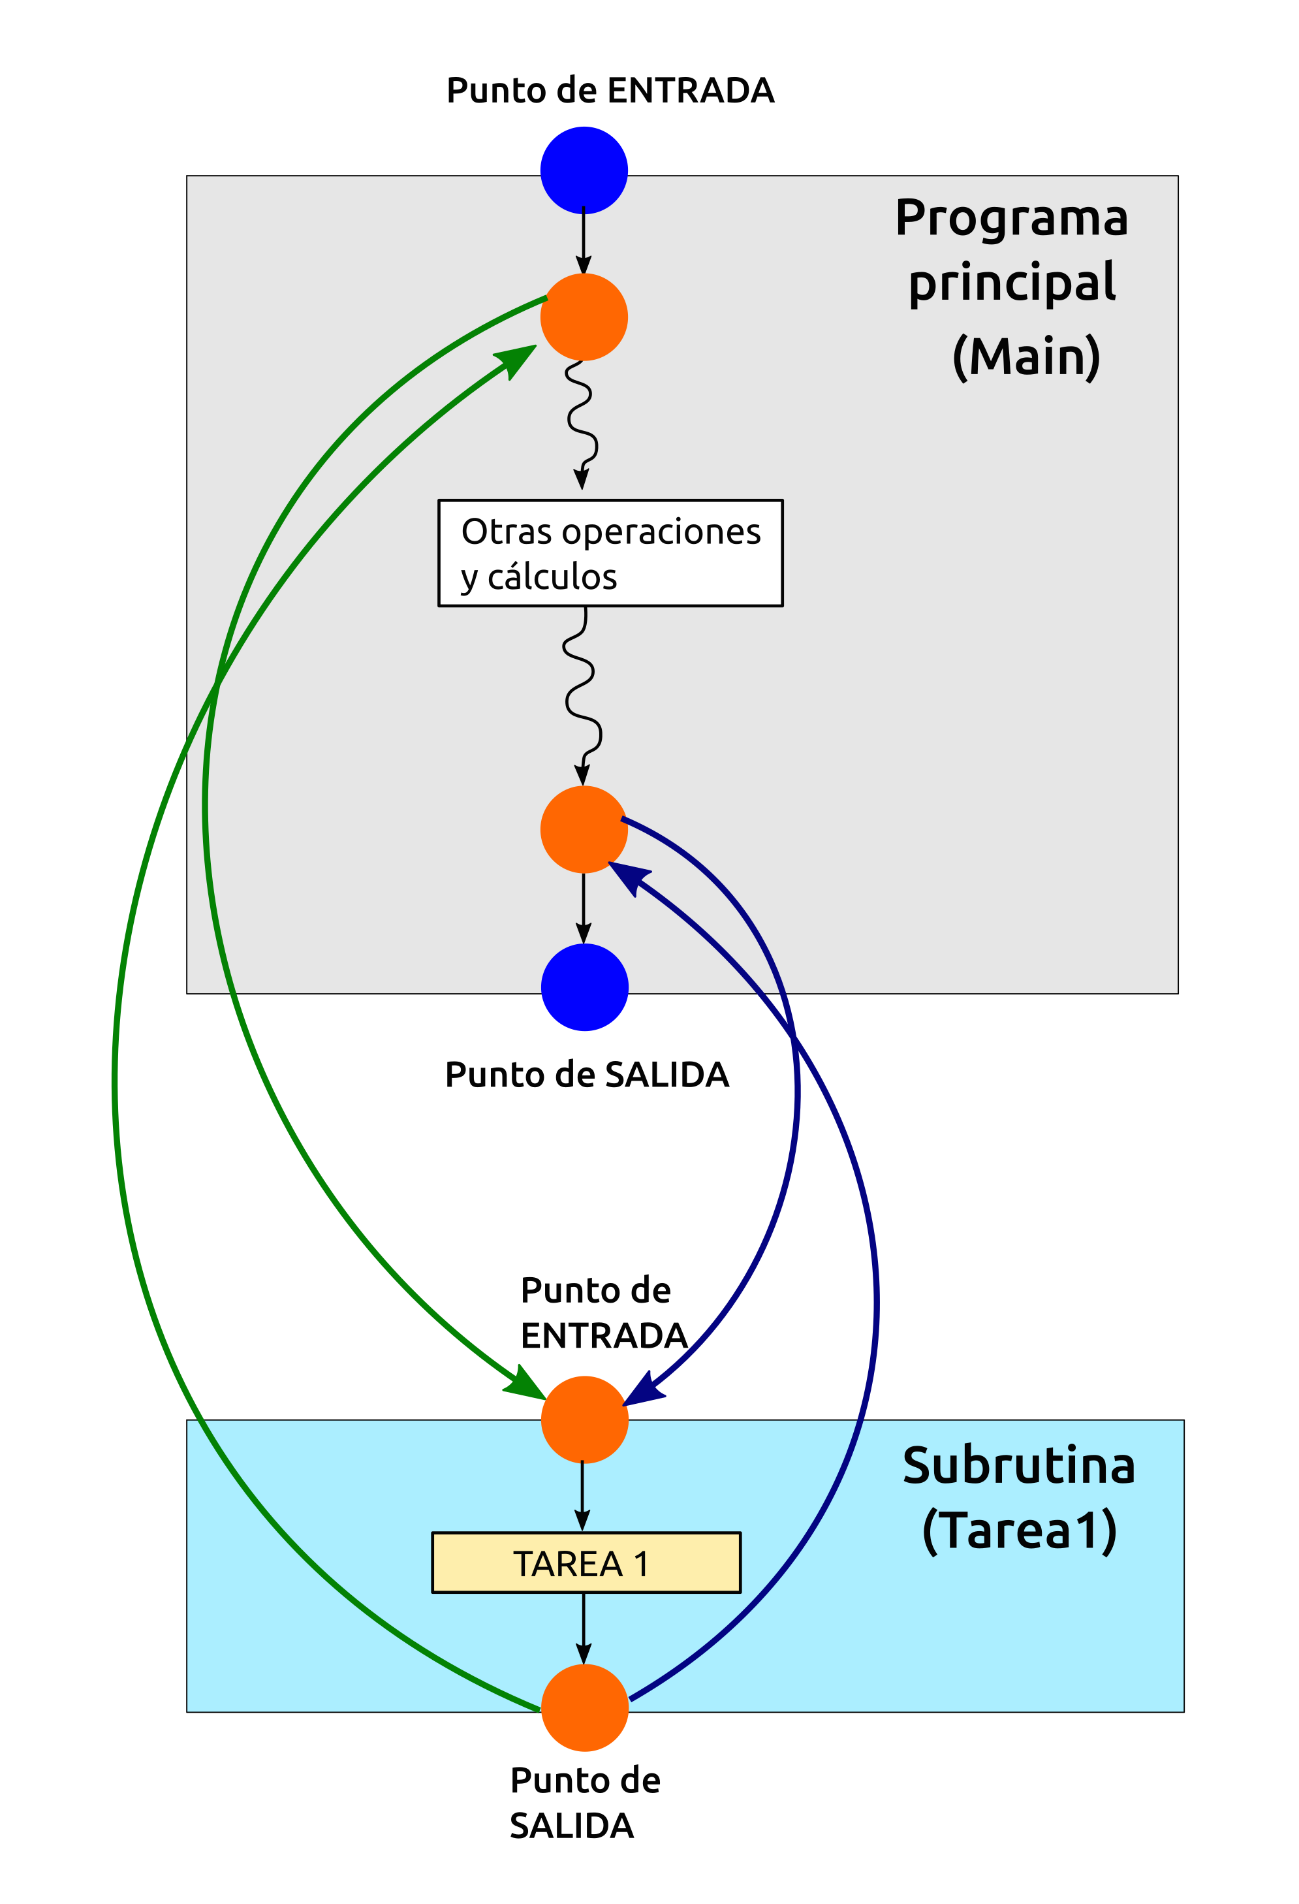 Punto de ENTRADA
Programa
principal
(Main)
Otras operaciones
y cálculos
Punto de SALIDA
Punto de
ENTRADA
Subrutina
(Tarea1)
TAREA 1
Punto de
SALIDA